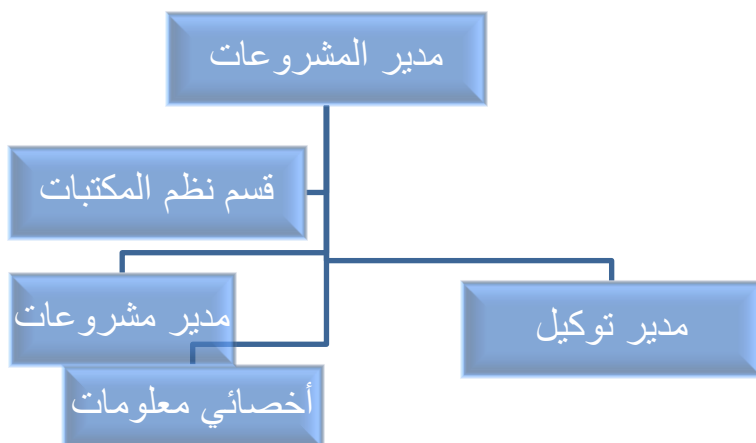 مدير المشروعات
قسم نظم المكتبات
مدير مشروعات
مدير توكيل
أخصائي معلومات